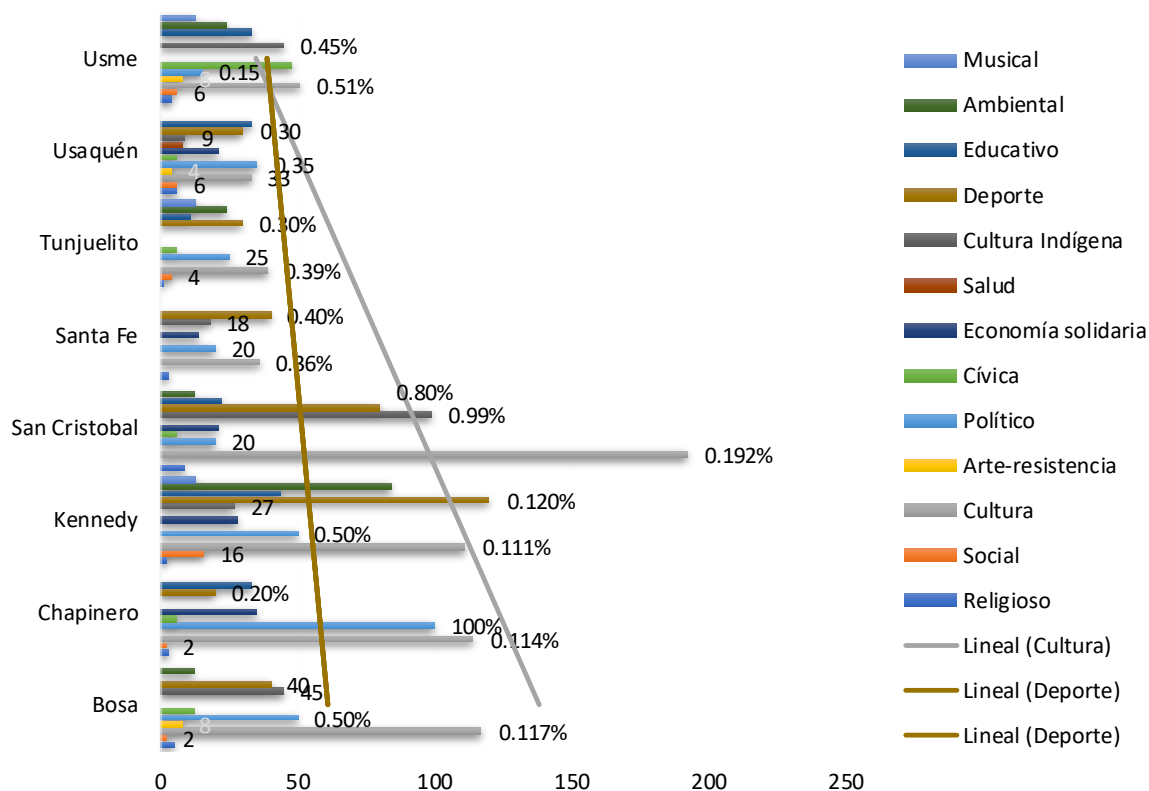 Usme
0.45%
0.15
8
0.51%
6
Usaquén
0.30
9
0.35
4
33
6
Tunjuelito
0.30%
25
0.39%
4
Santa Fe
0.40%
18
20
0.36%
San Cristobal
0.80%
0.99%
20
0.192%
Kennedy
0.120%
27
0.50%
0.111%
16
Chapinero
0.20%
100%
0.114%
2
Bosa
40
45
0.50%
8
0.117%
2
0 50 100 150 200 250
Musical
Ambiental
Educativo
Deporte
Cultura Indígena
Salud
Economía solidaria
Cívica
Político
Arte-resistencia
Cultura
Social
Religioso
Lineal (Cultura)
Lineal (Deporte)
Lineal (Deporte)